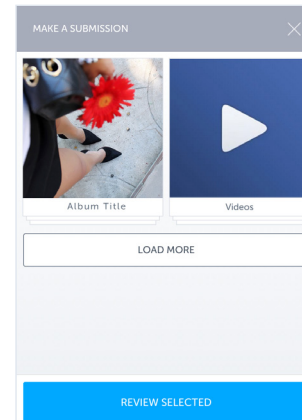 MAKE A SUBMISSION
Album Title
Videos
LOAD MORE
REVIEW SELECTED